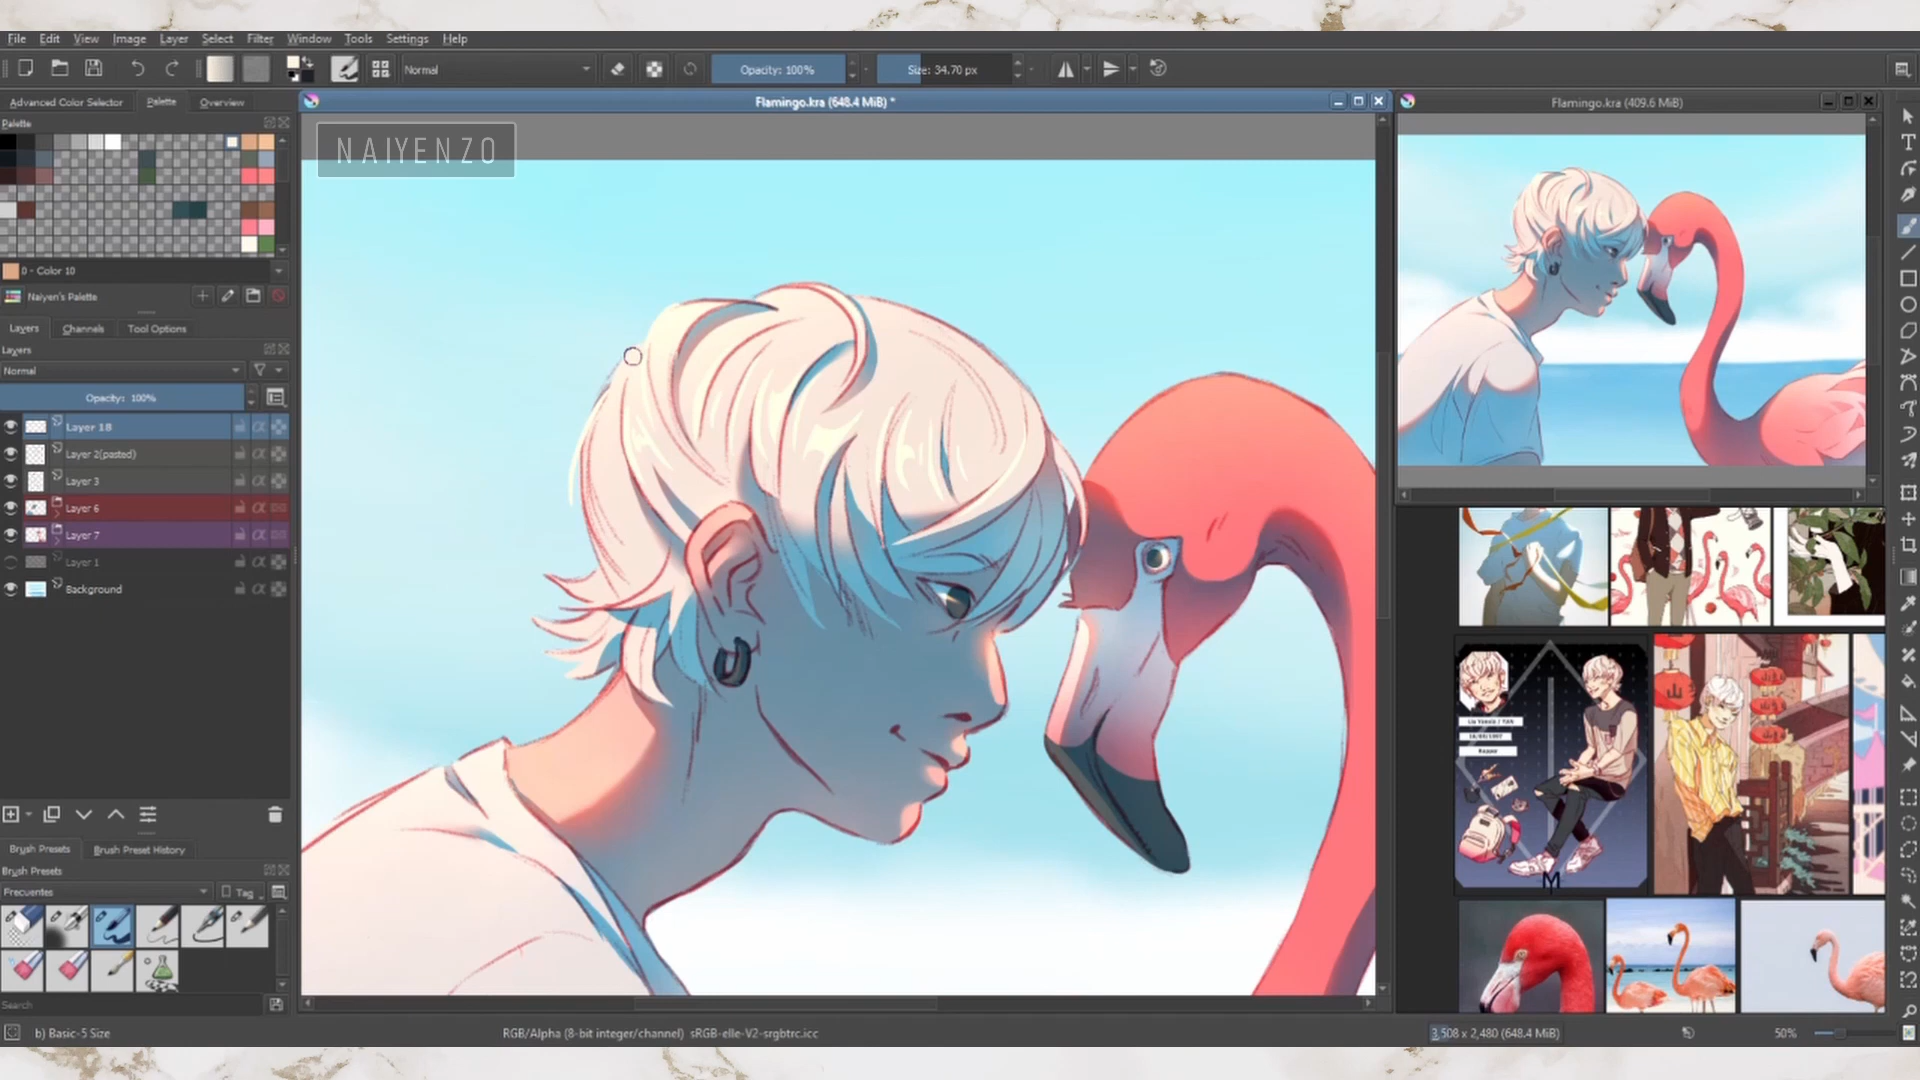 File Edit View Image Layer Select Filter Window Tools Settings Help
Normal Opacity: 100% Size: 34.70 px
Advanced Color Selector Palette Overview
Flamingo.kra (648.4 MiB) *
Flamingo.kra (409.6 MiB)
Palette
NAIYENZO
0 - Color 10
Naiyen's Palette
Layers Channels Tool Options
Layers
Normal
Opacity: 100%
Layer 18
Layer 2(pasted)
Layer 3
Layer 6
Layer 7
Layer 1
Background
Brush Presets Brush Preset History
Brush Presets
Frecuentes Tag
Search
b) Basic-5 Size
RGB/Alpha (8-bit integer/channel) sRGB-elle-V2-srgbtrc.icc
3,508 x 2,480 (648.4 MiB)
50%
山